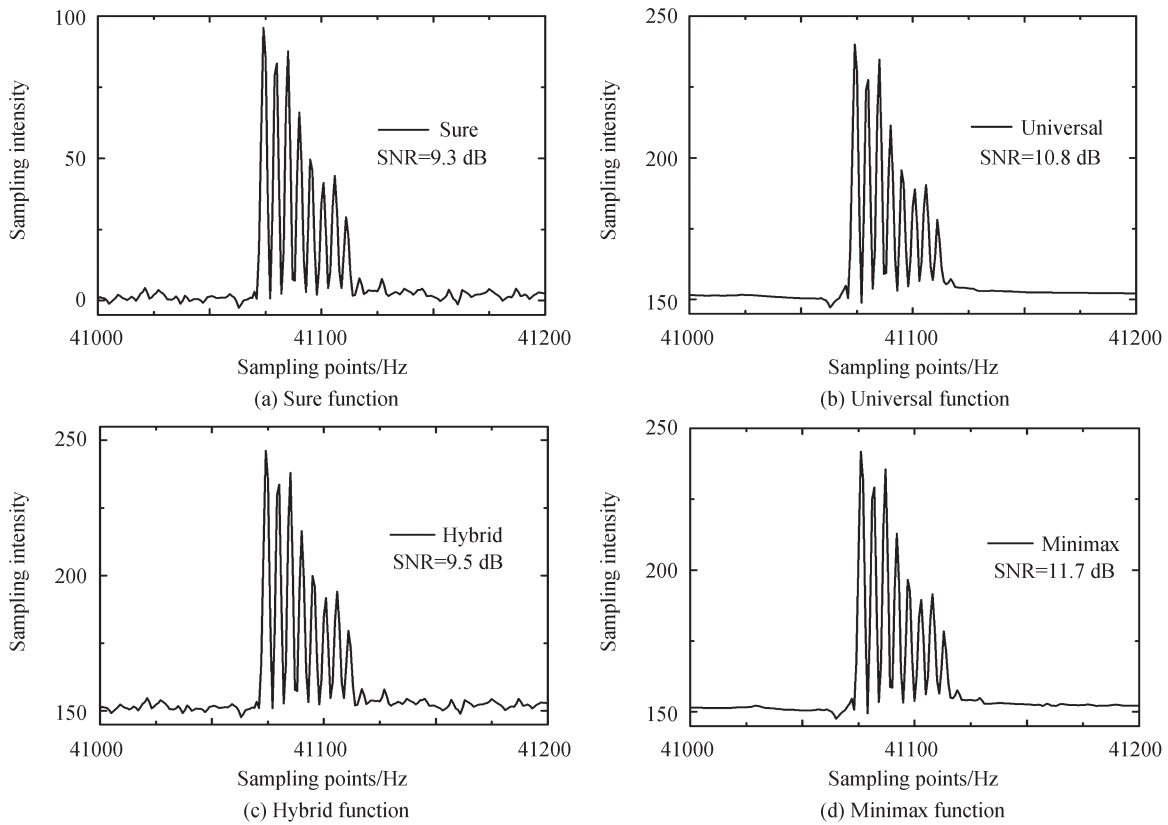 100
50
0
Sampling intensity
Sure
SNR=9.3 dB
41000
41100
41200
Sampling points/Hz
(a) Sure function
250
200
150
Sampling intensity
Universal
SNR=10.8 dB
41000
41100
41200
Sampling points/Hz
(b) Universal function
250
200
150
Sampling intensity
Hybrid
SNR=9.5 dB
41000
41100
41200
Sampling points/Hz
(c) Hybrid function
250
200
150
Sampling intensity
Minimax
SNR=11.7 dB
41000
41100
41200
Sampling points/Hz
(d) Minimax function